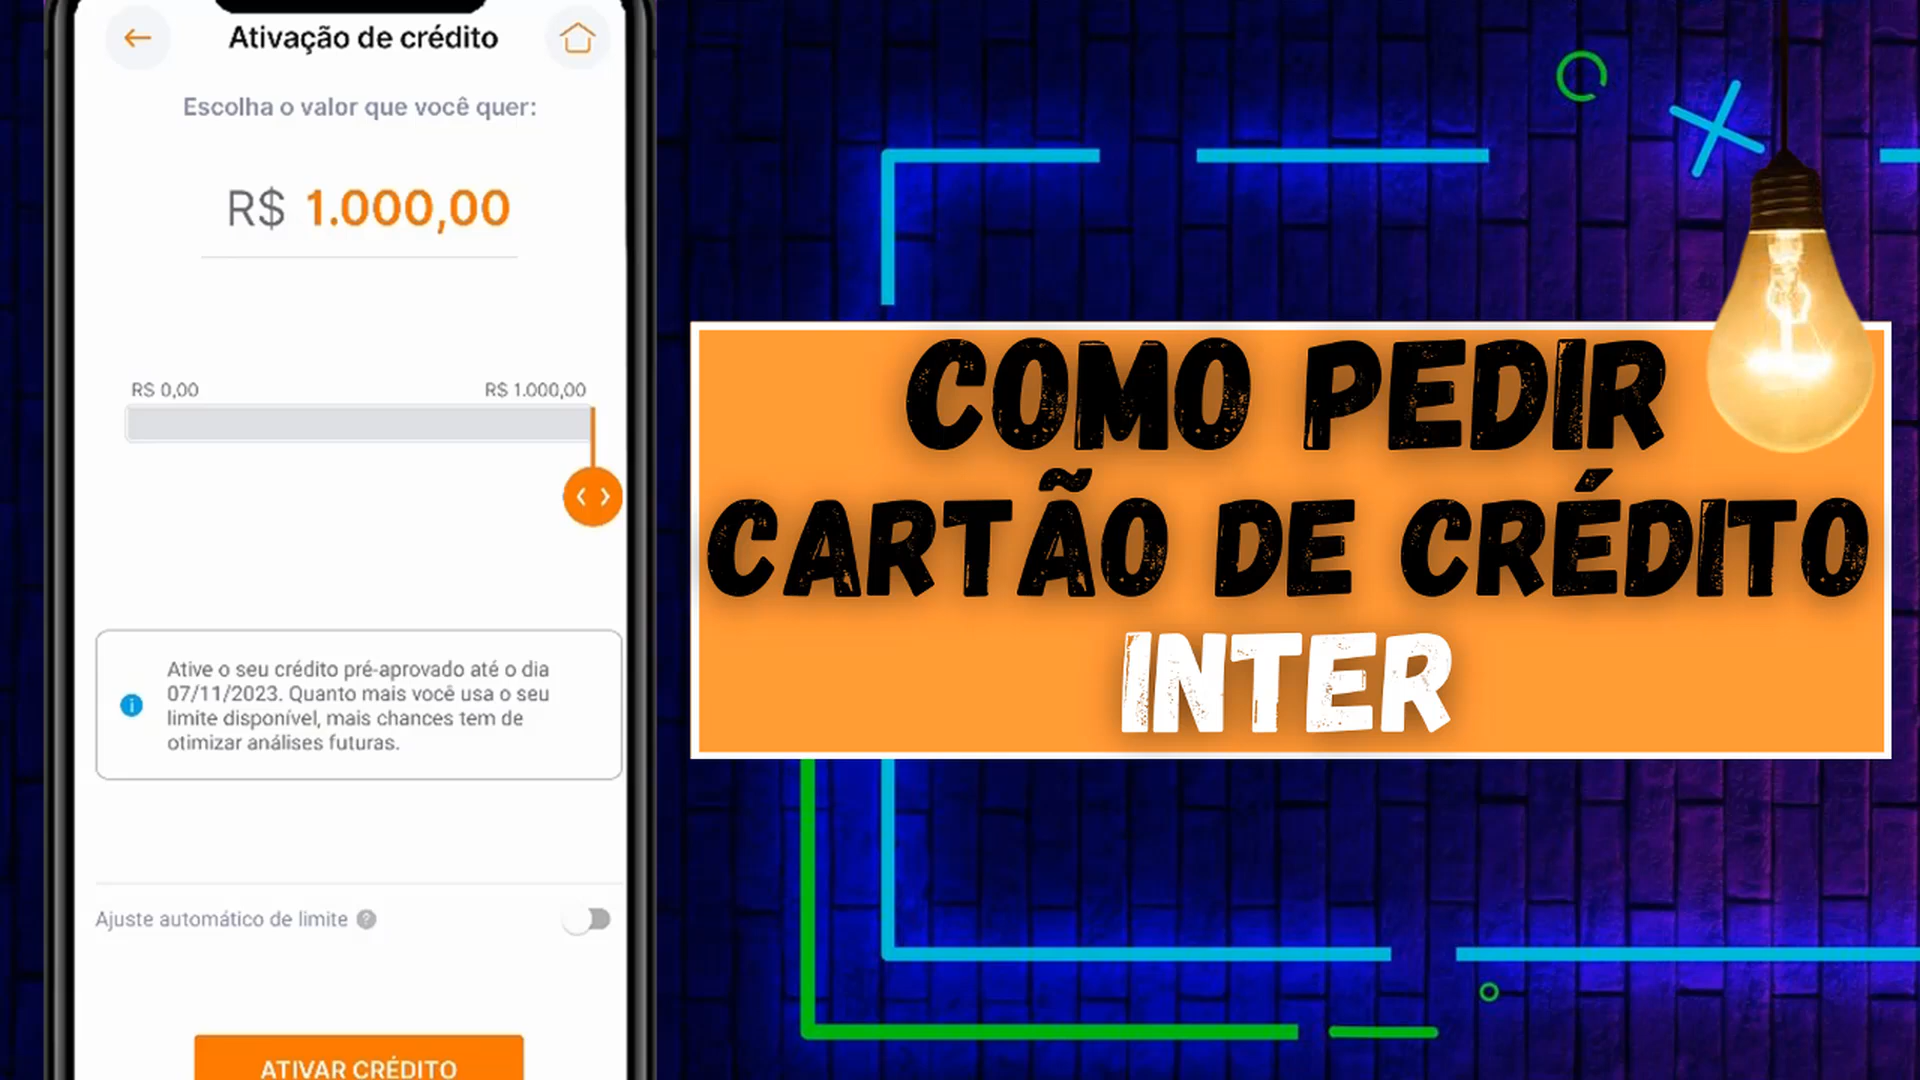 Ativação de crédito
Escolha o valor que você quer:
R$ 1.000,00
R$ 0,00
R$ 1.000,00
Ative o seu crédito pré-aprovado até o dia
07/11/2023. Quanto mais você usa o seu
limite disponível, mais chances tem de
otimizar análises futuras.
Ajuste automático de limite ?
ATIVAR CRÉDITO
COMO PEDIR
CARTÃO DE CRÉDITO
INTER